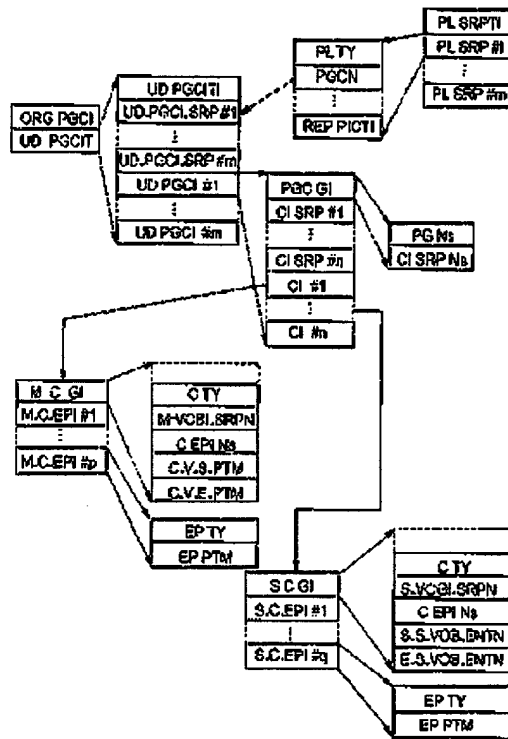 PL SRPTI
PL SRP #1
PL SRP #m
PL TY
PGCN
REP PICTI
UD PGCITI
UD.PGCI.SRP #1
UD.PGCI.SRP #m
UD PGCI #1
UD PGCI #m
ORG PGCI
UD PGCIT
PGC GI
CI SRP #1
CI SRP #n
CI #1
CI #n
PG Ns
CI SRP Ns
M C GI
M.C.EPI #1
M.C.EPI #p
C TY
M-VOBI.SRPN
C EPI Ns
C.V.S.PTM
C.V.E.PTM
EP TY
EP PTM
S C GI
S.C.EPI #1
S.C.EPI #q
C TY
S.VOGI.SRPN
C EPI Ns
S.S.VOB.ENTN
E.S.VOB.ENTN
EP TY
EP PTM